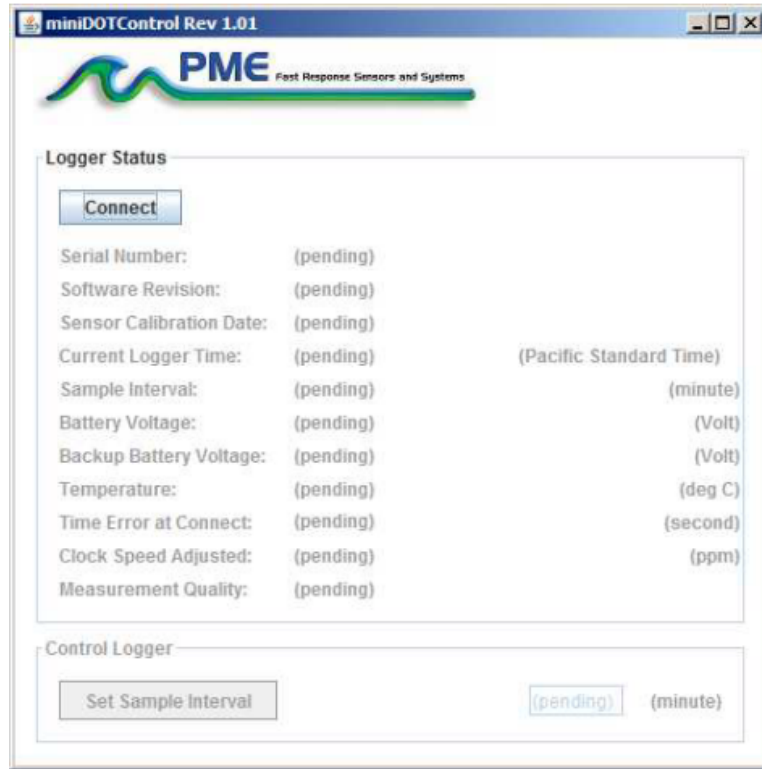 miniDOTControl Rev 1.01
PME Fast Response Sensors and Systems
Logger Status
Connect
Serial Number: (pending)
Software Revision: (pending)
Sensor Calibration Date: (pending)
Current Logger Time: (pending) (Pacific Standard Time)
Sample Interval: (pending) (minute)
Battery Voltage: (pending) (Volt)
Backup Battery Voltage: (pending) (Volt)
Temperature: (pending) (deg C)
Time Error at Connect: (pending) (second)
Clock Speed Adjusted: (pending) (ppm)
Measurement Quality: (pending)
Control Logger
Set Sample Interval (pending) (minute)